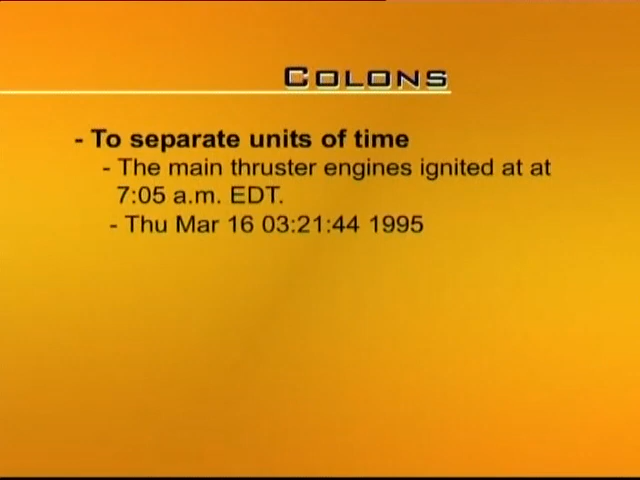 COLONS
- To separate units of time
- The main thruster engines ignited at at
7:05 a.m. EDT.
- Thu Mar 16 03:21:44 1995